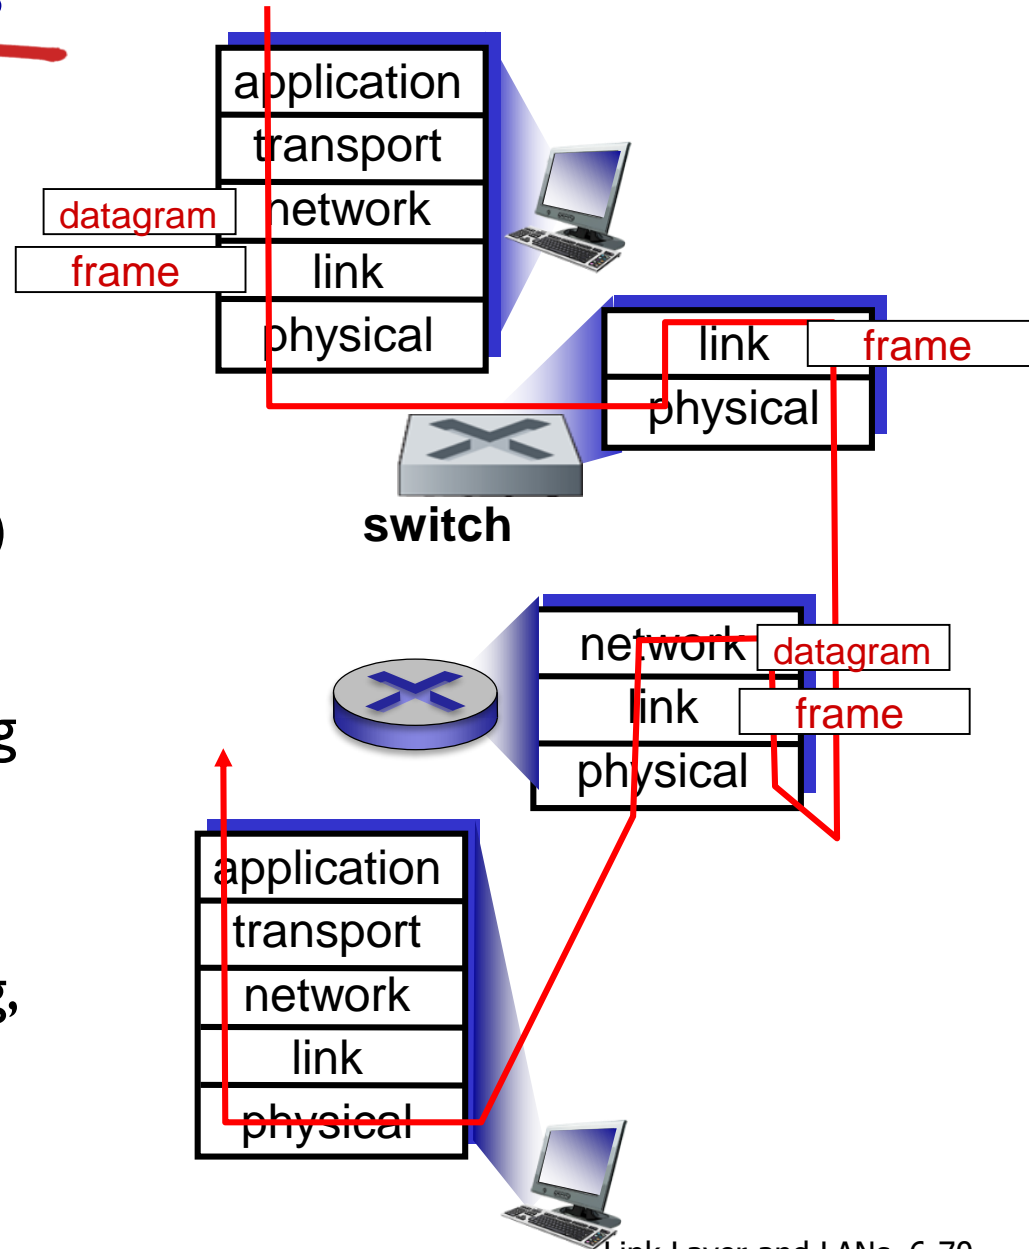 application
transport
datagram
network
frame
link
physical
link
frame
physical
switch
)
network
datagram
link
frame
g
physical
application
transport
g,
network
link
physical